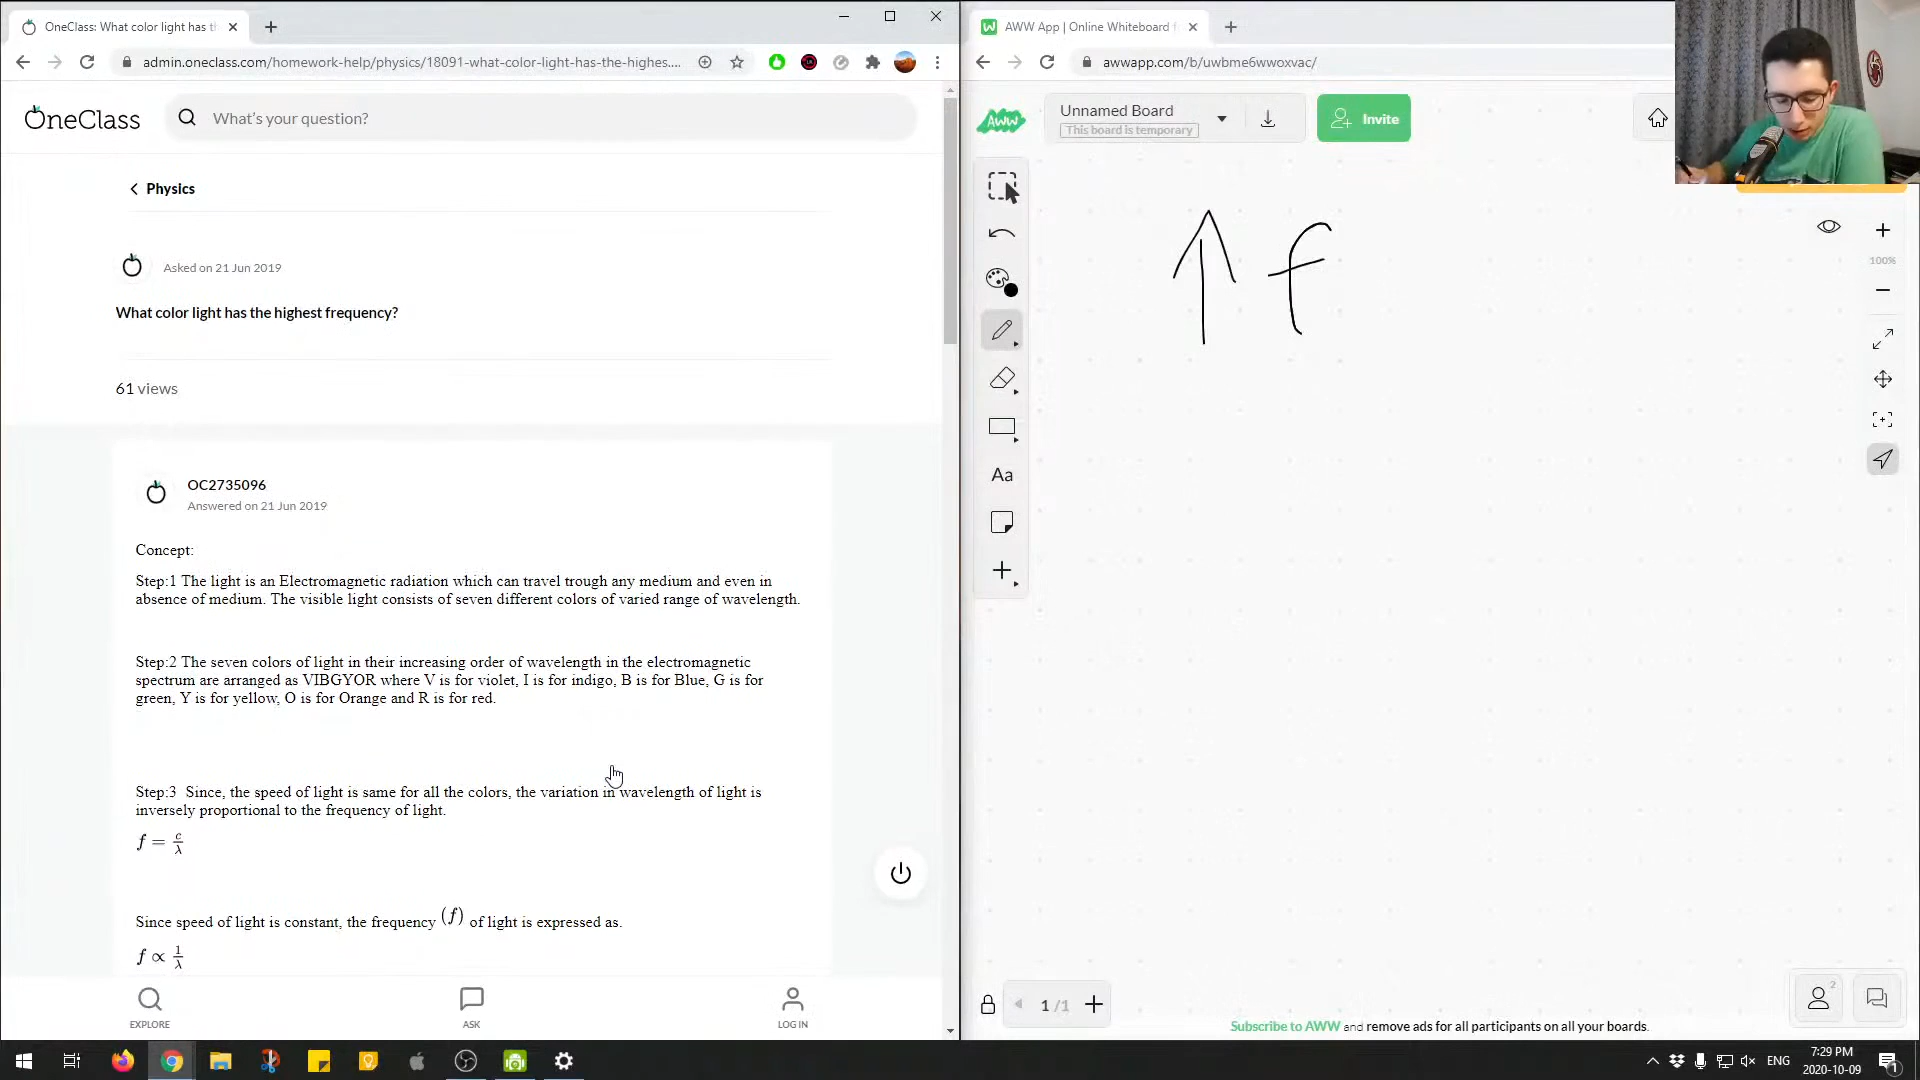 OneClass: What color light has th
admin.oneclass.com/homework-help/physics/18091-what-color-light-has-the-highes....
OneClass
What's your question?
Physics
Asked on 21 Jun 2019
What color light has the highest frequency?
61 views
OC2735096
Answered on 21 Jun 2019
Concept:
Step:1 The light is an Electromagnetic radiation which can travel trough any medium and even in
absence of medium. The visible light consists of seven different colors of varied range of wavelength.
Step:2 The seven colors of light in their increasing order of wavelength in the electromagnetic
spectrum are arranged as VIBGYOR where V is for violet, I is for indigo, B is for Blue, G is for
green, Y is for yellow, O is for Orange and R is for red.
Step:3 Since, the speed of light is same for all the colors, the variation in wavelength of light is
inversely proportional to the frequency of light.
f = c/λ
Since speed of light is constant, the frequency (f) of light is expressed as.
f ∝ 1/λ
EXPLORE
ASK
LOG IN
AWW App | Online Whiteboard f
awwapp.com/b/uwbme6wwoxvac/
AWW
Unnamed Board
This board is temporary
Invite
↑ f
100%
Aa
1 /1
2
Subscribe to AWW and remove ads for all participants on all your boards.
ENG
7:29 PM
2020-10-09
1